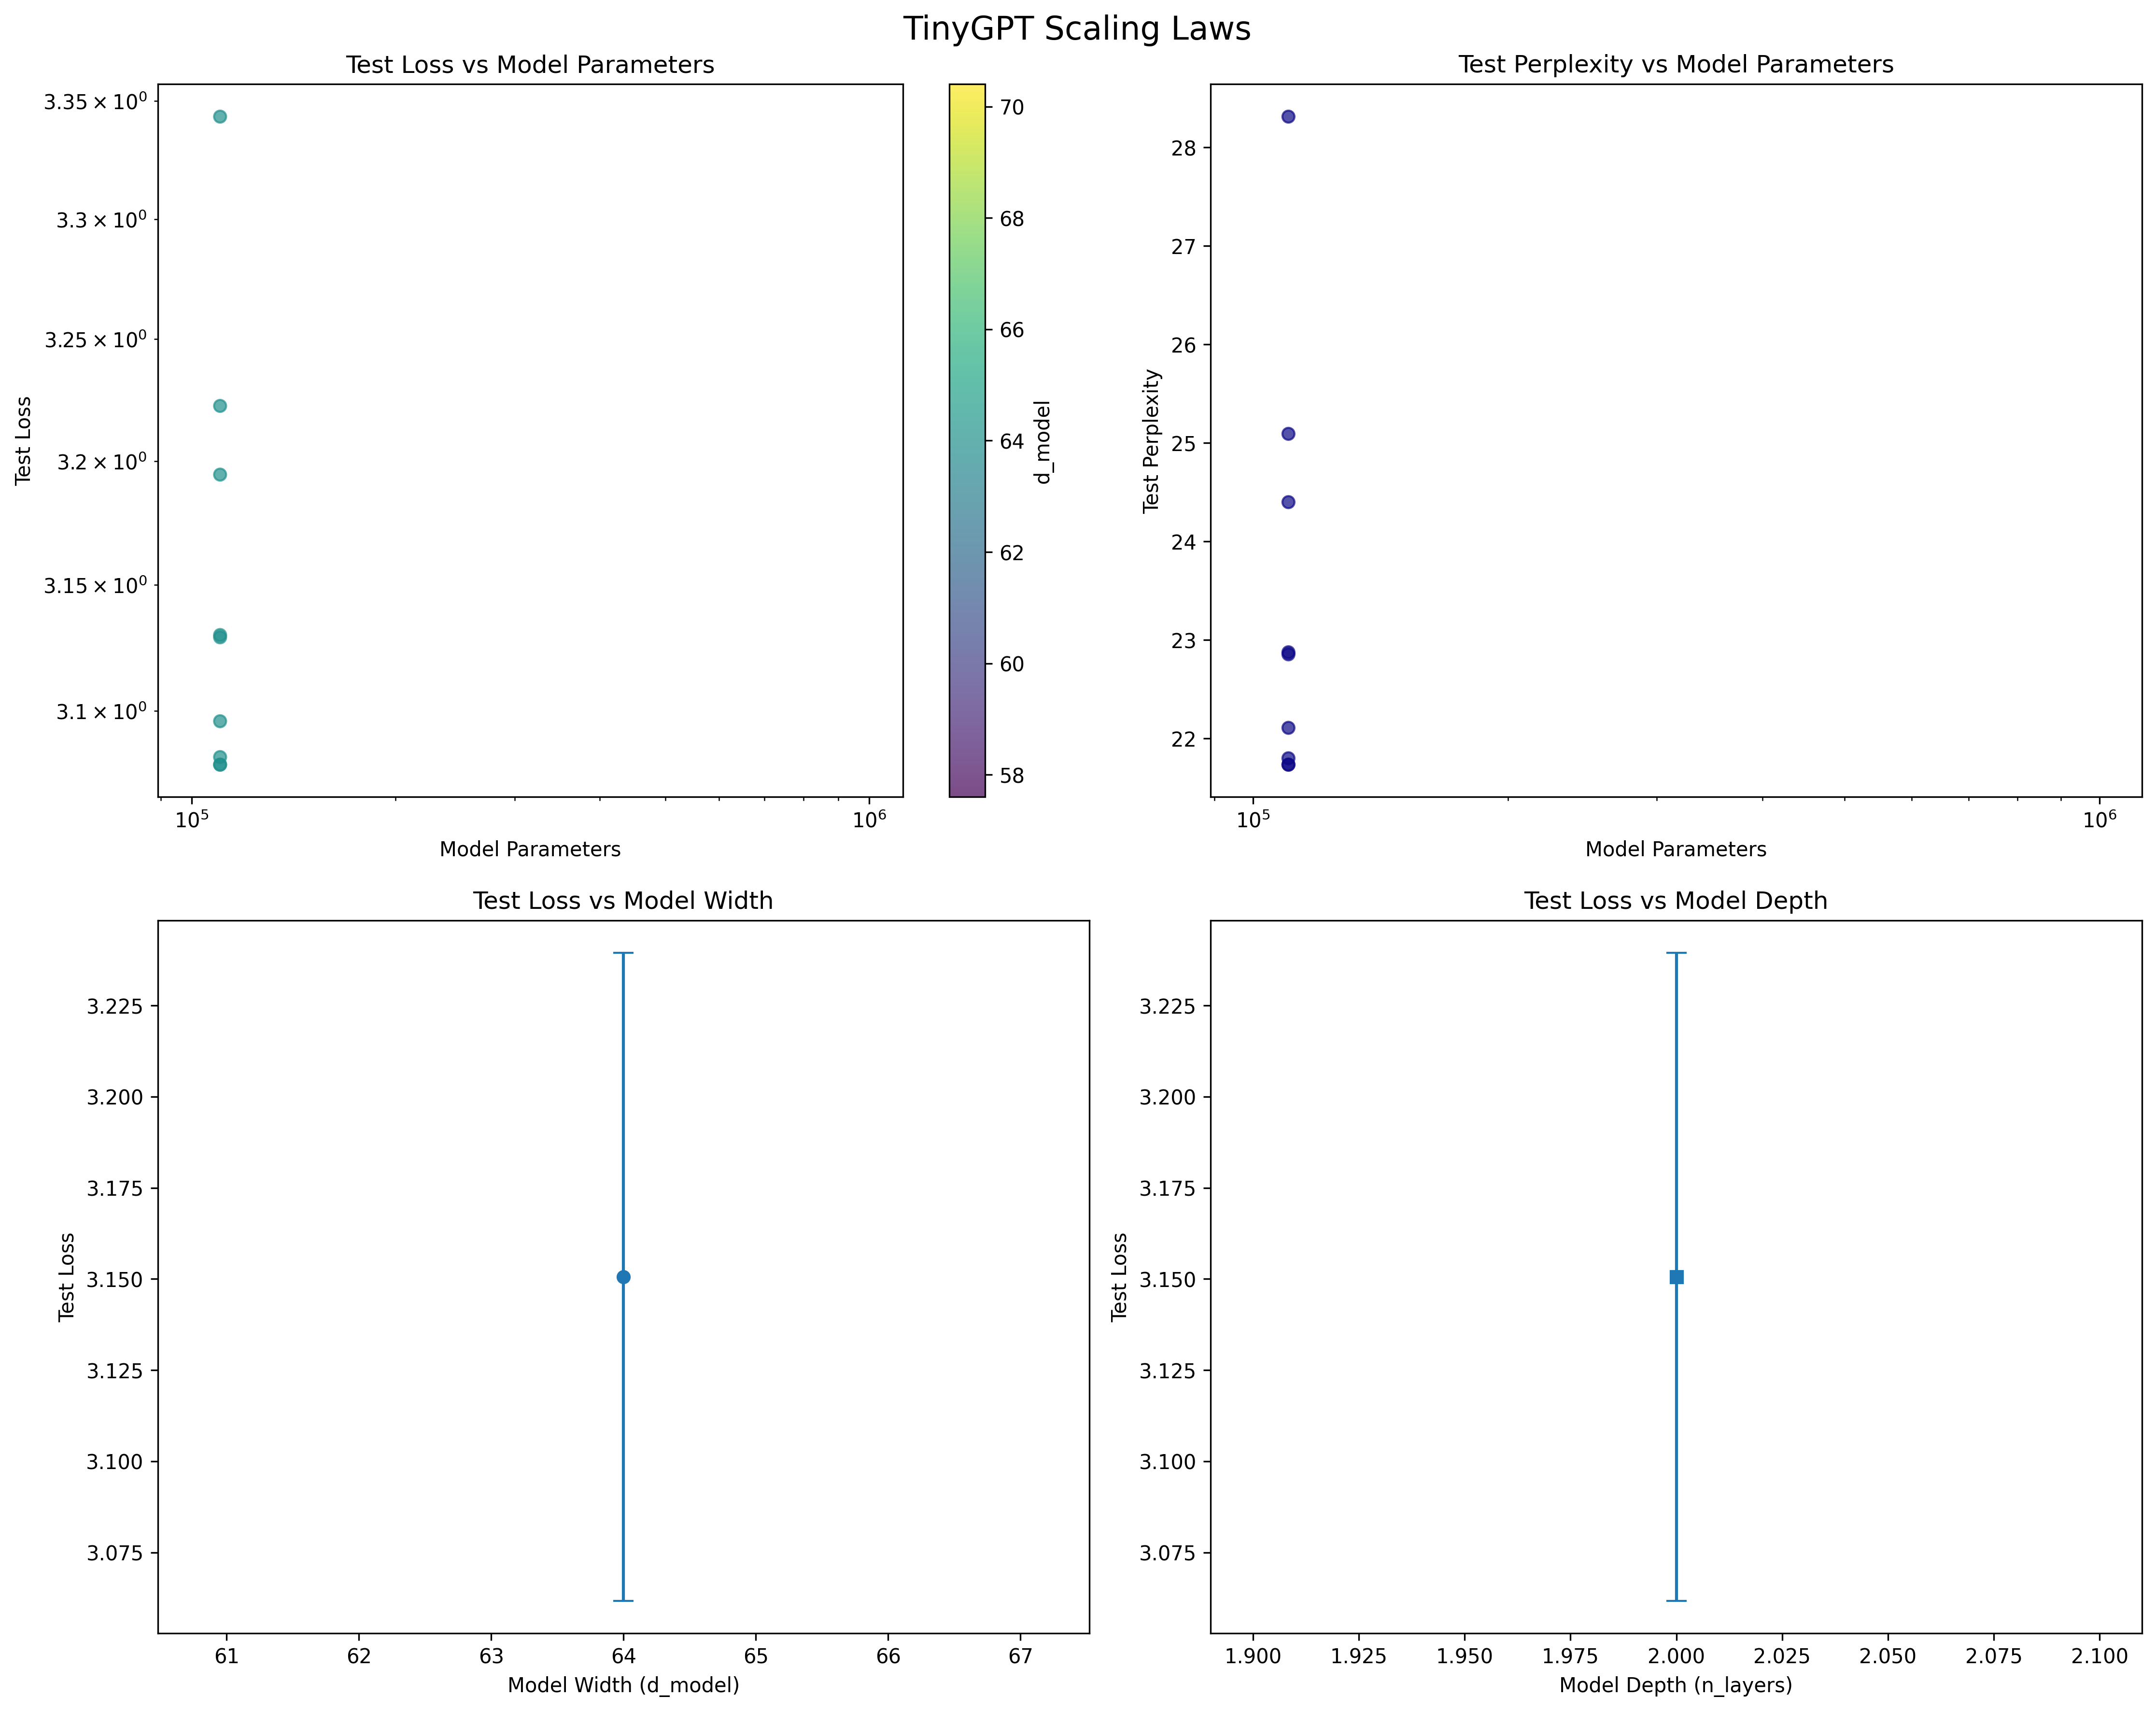 TinyGPT Scaling Laws
Test Loss vs Model Parameters
3.35 × 10⁰
3.3 × 10⁰
3.25 × 10⁰
3.2 × 10⁰
3.15 × 10⁰
3.1 × 10⁰
Test Loss
10⁵
10⁶
Model Parameters
70
68
66
64
62
60
58
d_model
Test Perplexity vs Model Parameters
28
27
26
25
24
23
22
Test Perplexity
10⁵
10⁶
Model Parameters
Test Loss vs Model Width
3.225
3.200
3.175
3.150
3.125
3.100
3.075
Test Loss
61 62 63 64 65 66 67
Model Width (d_model)
Test Loss vs Model Depth
3.225
3.200
3.175
3.150
3.125
3.100
3.075
Test Loss
1.900 1.925 1.950 1.975 2.000 2.025 2.050 2.075 2.100
Model Depth (n_layers)